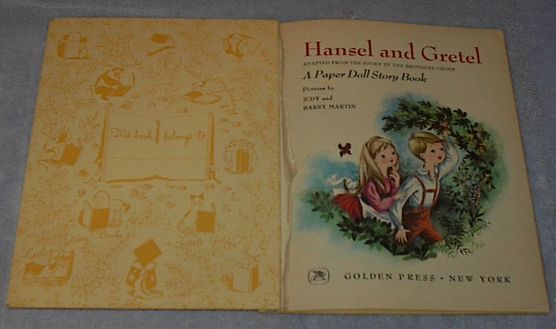 This book belongs to
Hansel and Gretel
ADAPTED FROM THE STORY BY THE BROTHERS GRIMM
A Paper Doll Story Book
Pictures by
JUDY and
BARRY MARTIN
GOLDEN PRESS · NEW YORK